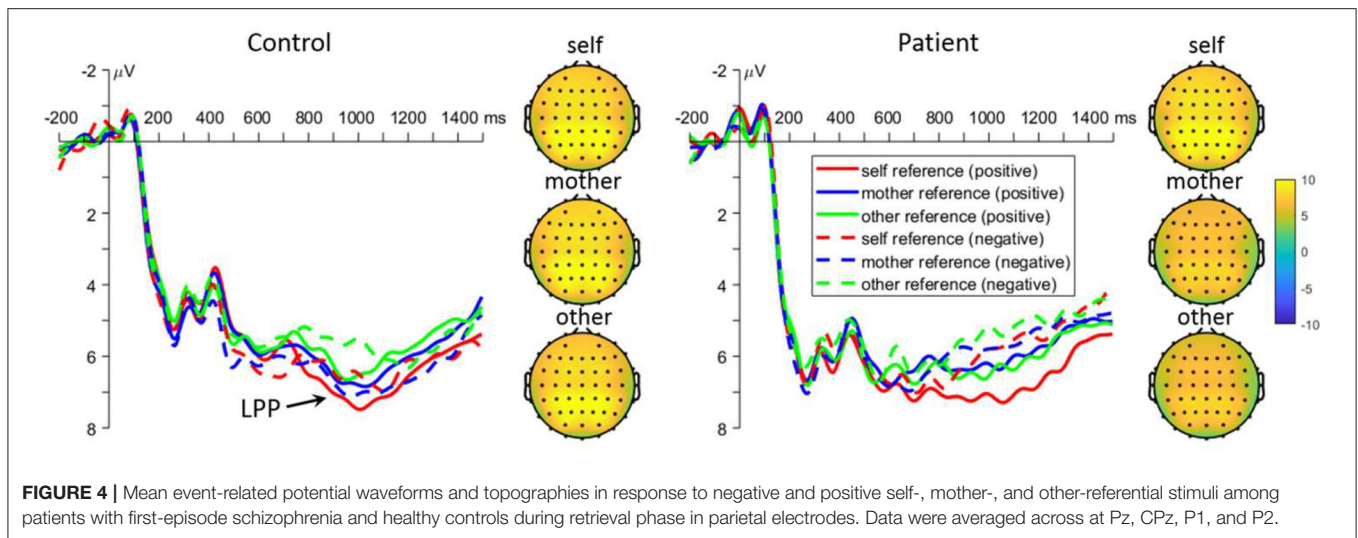 Control
self
Patient
self
-2
μV
-200
200
400
600
800
1000
1200
1400 ms
2
4
6
8
LPP
mother
other
-2
μV
-200
200
400
600
800
1000
1200
1400 ms
2
4
6
8
self reference (positive)
mother reference (positive)
other reference (positive)
self reference (negative)
mother reference (negative)
other reference (negative)
mother
other
10
5
0
-5
-10
FIGURE 4 | Mean event-related potential waveforms and topographies in response to negative and positive self-, mother-, and other-referential stimuli among
patients with first-episode schizophrenia and healthy controls during retrieval phase in parietal electrodes. Data were averaged across at Pz, CPz, P1, and P2.